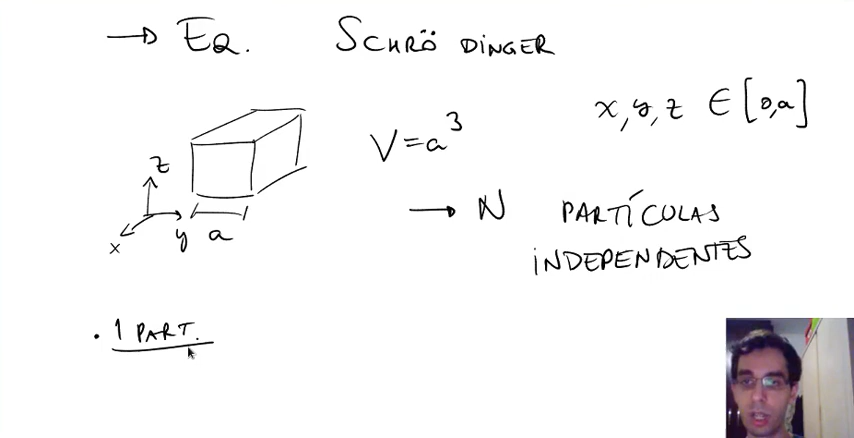 → EQ. SCHRÖDINGER
x, y, z ∈ [0,a]
V=a³
z
x y a
→ N PARTÍCULAS
INDEPENDENTES
. 1 PART.